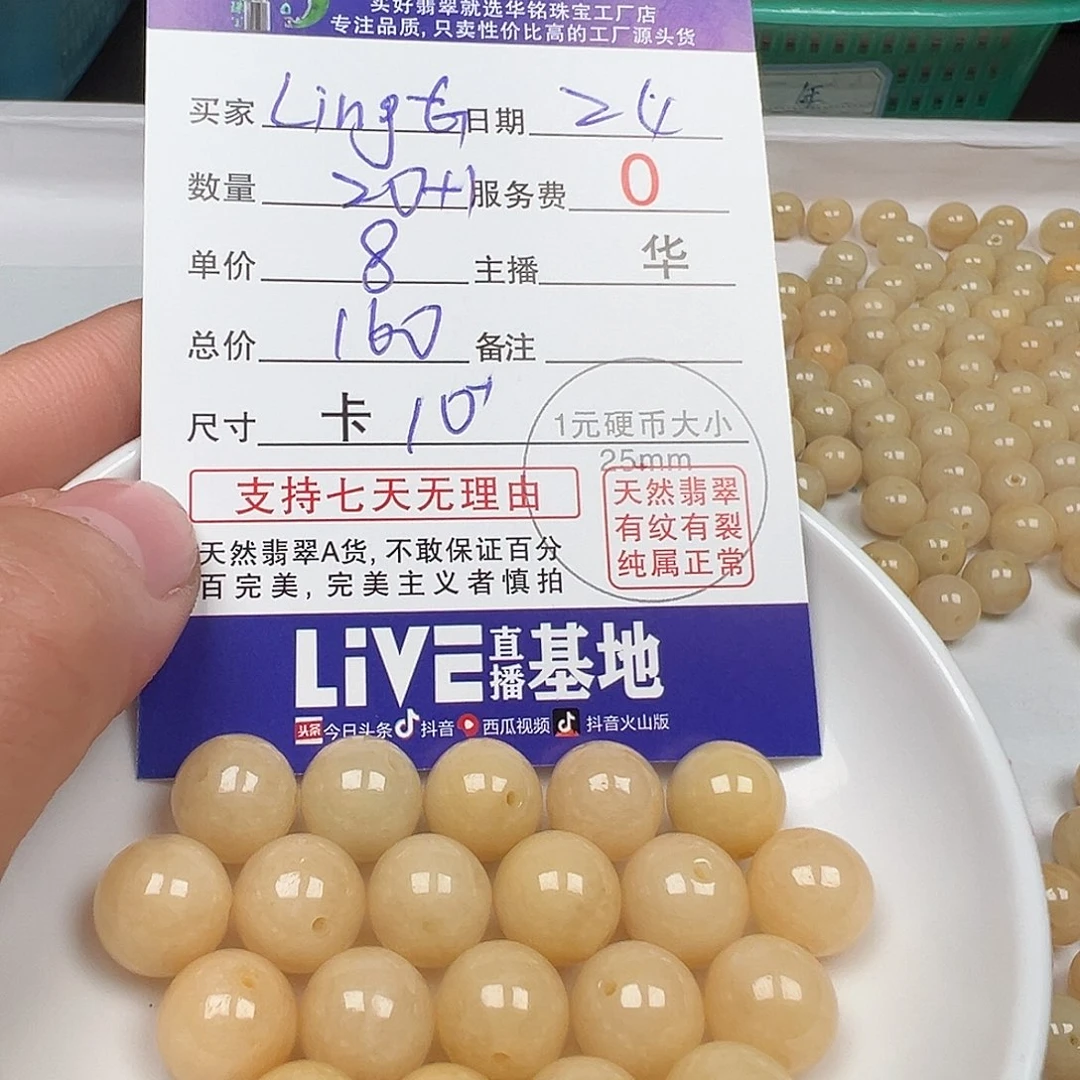 买好翡翠就选华铭珠宝工厂店
专注品质, 只卖性价比高的工厂源头货
买家 Ling G 日期 24
数量 20+1 服务费 0
单价 8 主播 华
总价 160 备注
尺寸 卡 10+
1元硬币大小
25mm
支持七天无理由
天然翡翠
有纹有裂
纯属正常
天然翡翠A货, 不敢保证百分
百完美, 完美主义者慎拍
LiVE直播基地
头条 今日头条 抖音 西瓜视频 抖音火山版
年